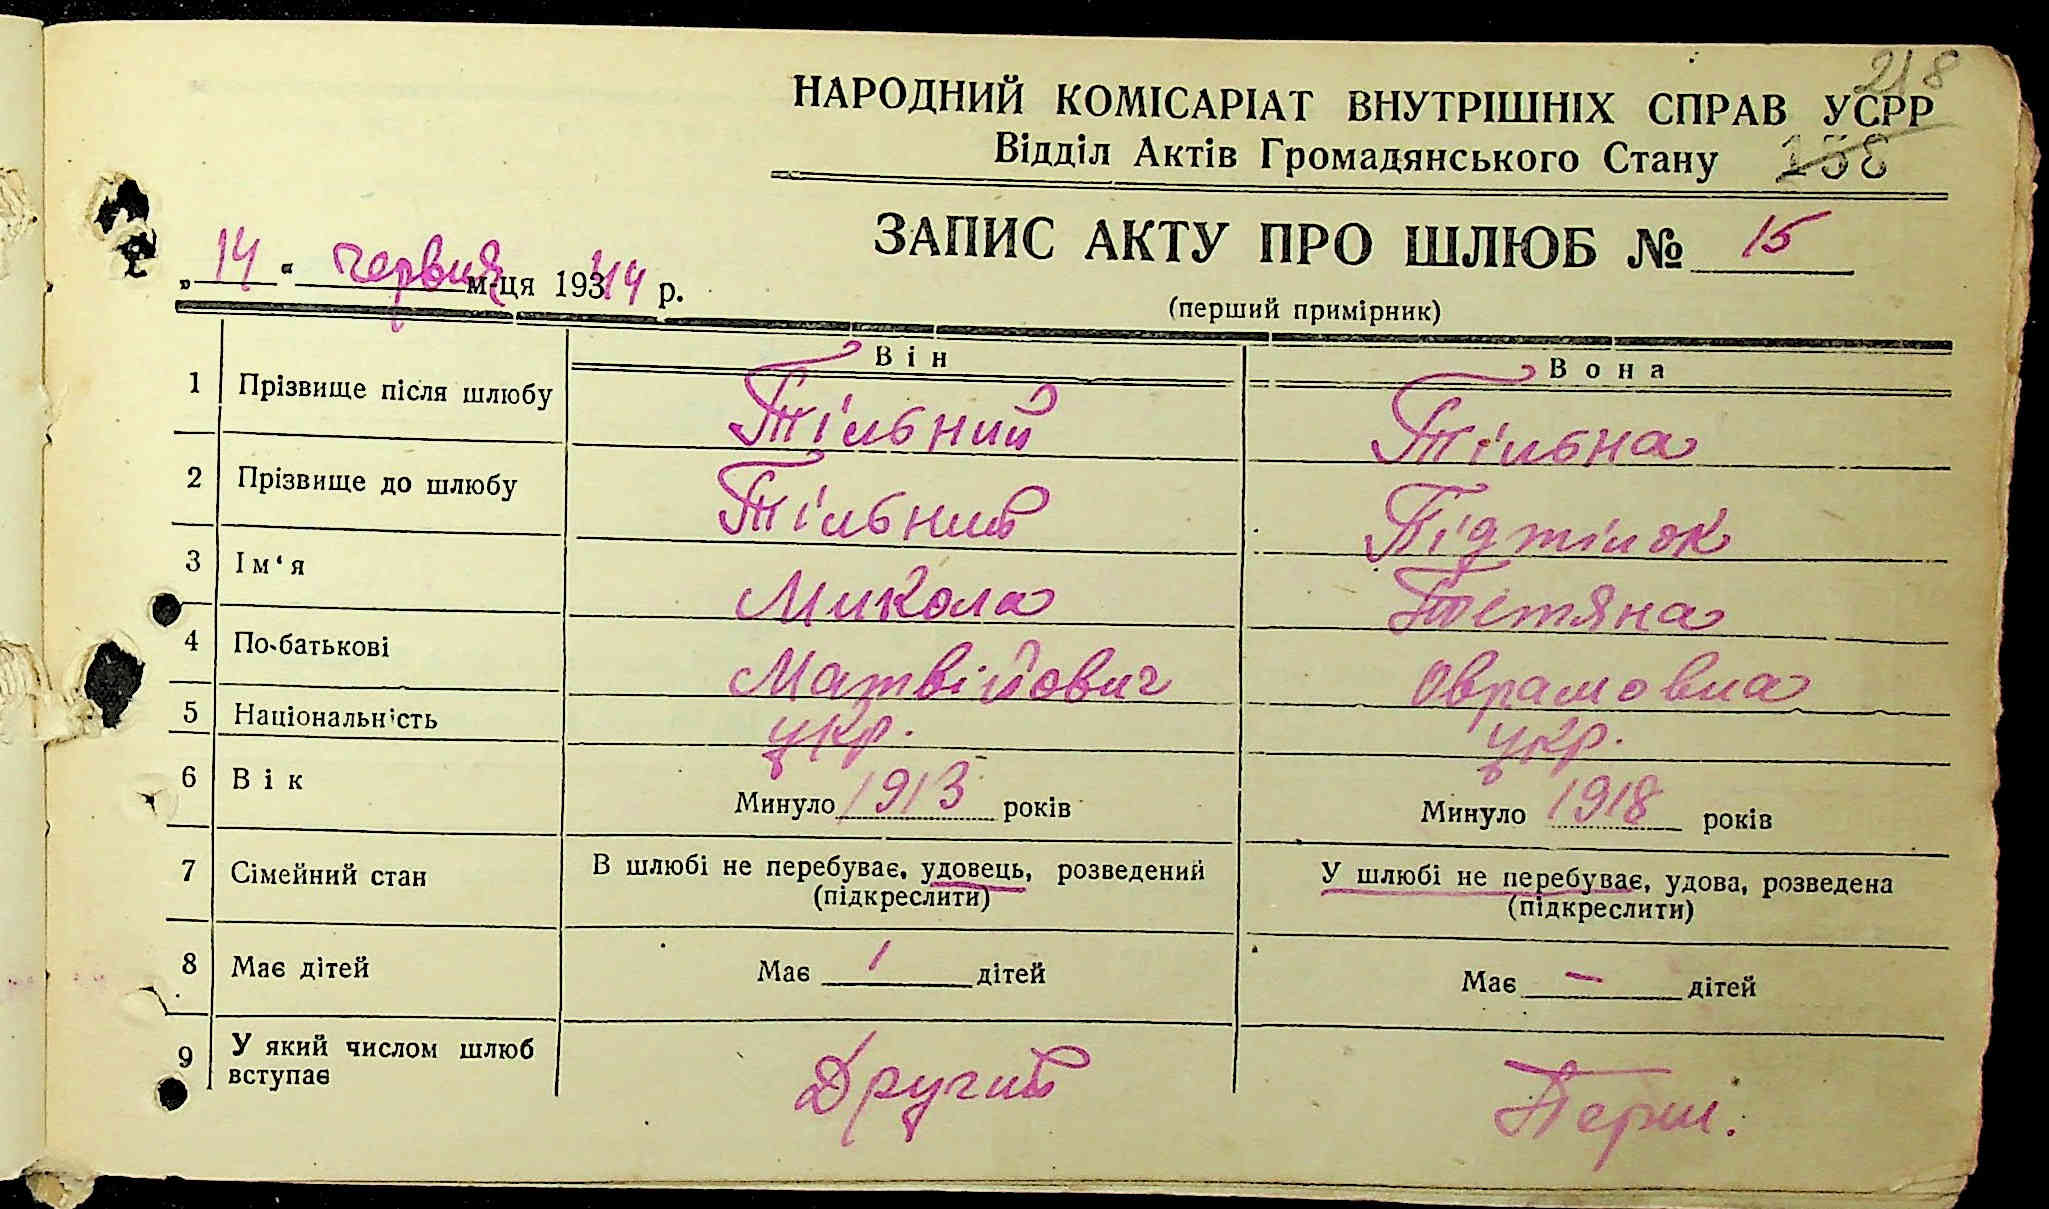 218
НАРОДНИЙ КОМІСАРІАТ ВНУТРІШНІХ СПРАВ УСРР
Відділ Актів Громадянського Стану 158
ЗАПИС АКТУ ПРО ШЛЮБ № 15
„14“ червня м-ця 193 44 р.
(перший примірник)
Він Вона
1 Прізвище після шлюбу Тільний Тільна
2 Прізвище до шлюбу Тільний Підтілок
3 Ім‘я Микола Тетяна
4 По-батькові Матвійович Оврамовна
5 Національність укр. укр.
6 Вік Минуло 1913 років Минуло 1918 років
7 Сімейний стан В шлюбі не перебуває, удовець, розведений У шлюбі не перебуває, удова, розведена
(підкреслити) (підкреслити)
8 Має дітей Має 1 дітей Має — дітей
9 У який числом шлюб вступає Другий Перш.